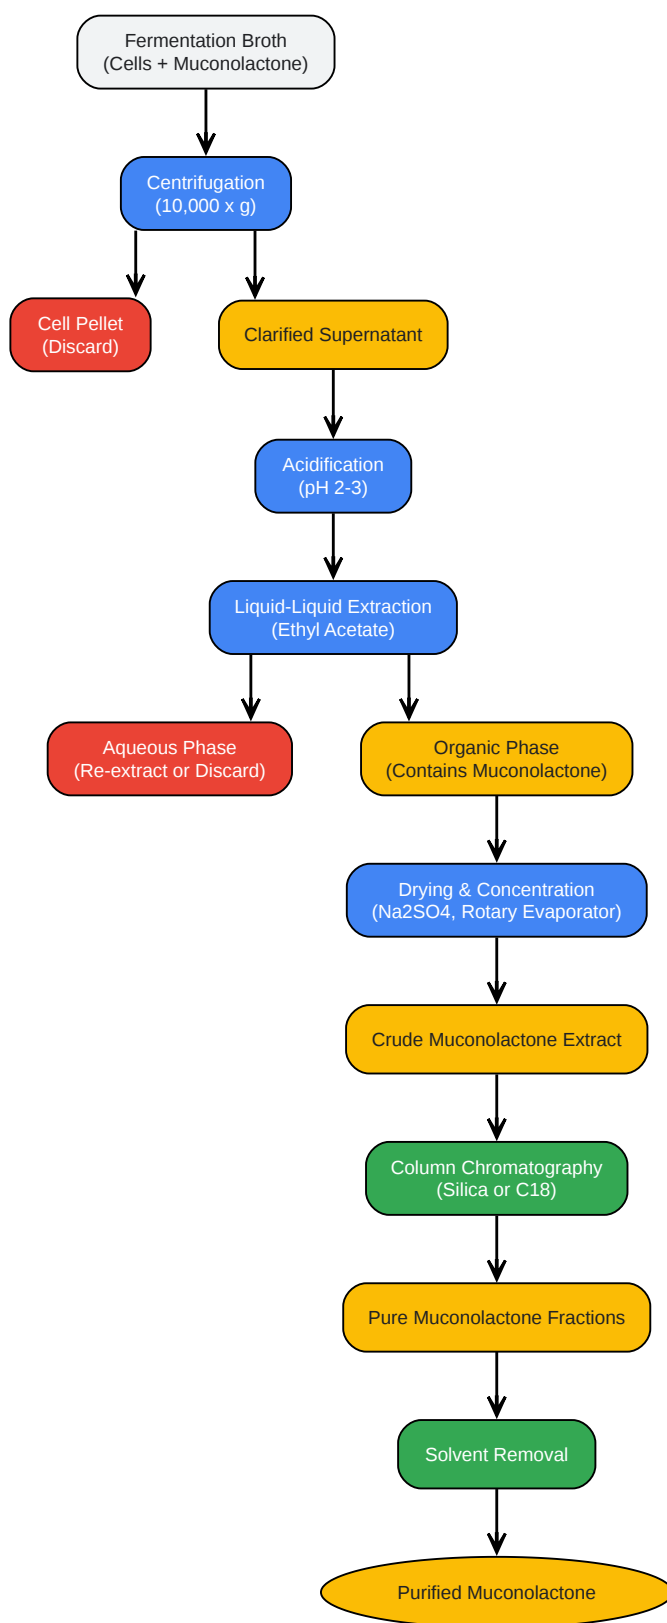 Fermentation Broth
(Cells + Muconolactone)
Centrifugation
(10,000 x g)
Cell Pellet
(Discard)
Clarified Supernatant
Acidification
(pH 2-3)
Liquid-Liquid Extraction
(Ethyl Acetate)
Aqueous Phase
(Re-extract or Discard)
Organic Phase
(Contains Muconolactone)
Drying & Concentration
(Na2SO4, Rotary Evaporator)
Crude Muconolactone Extract
Column Chromatography
(Silica or C18)
Pure Muconolactone Fractions
Solvent Removal
Purified Muconolactone